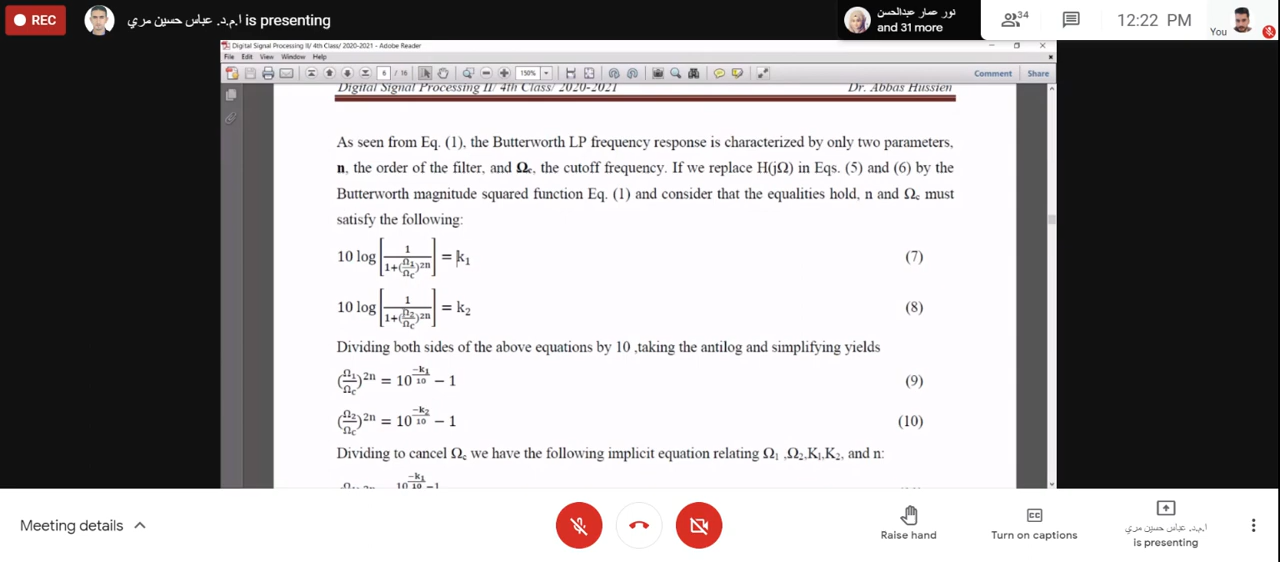 REC
ا.م.د. عباس حسين مري is presenting
نور عمار عبدالحسن
and 31 more
34
12:22 PM
You
Digital Signal Processing II/ 4th Class/ 2020-2021 - Adobe Reader
File Edit View Window Help
6 / 16
150%
Comment
Share
Digital Signal Processing II/ 4th Class/ 2020-2021
Dr. Abbas Hussien
As seen from Eq. (1), the Butterworth LP frequency response is characterized by only two parameters,
n, the order of the filter, and Ωc, the cutoff frequency. If we replace H(jΩ) in Eqs. (5) and (6) by the
Butterworth magnitude squared function Eq. (1) and consider that the equalities hold, n and Ωc must
satisfy the following:
10 log[1/(1+(Ω1/Ωc)^2n)] = k1 (7)
10 log[1/(1+(Ω2/Ωc)^2n)] = k2 (8)
Dividing both sides of the above equations by 10 ,taking the antilog and simplifying yields
(Ω1/Ωc)^2n = 10^(-k1/10) − 1 (9)
(Ω2/Ωc)^2n = 10^(-k2/10) − 1 (10)
Dividing to cancel Ωc we have the following implicit equation relating Ω1 ,Ω2,K1,K2, and n:
Meeting details
Raise hand
CC
Turn on captions
ا.م.د. عباس حسين مري
is presenting